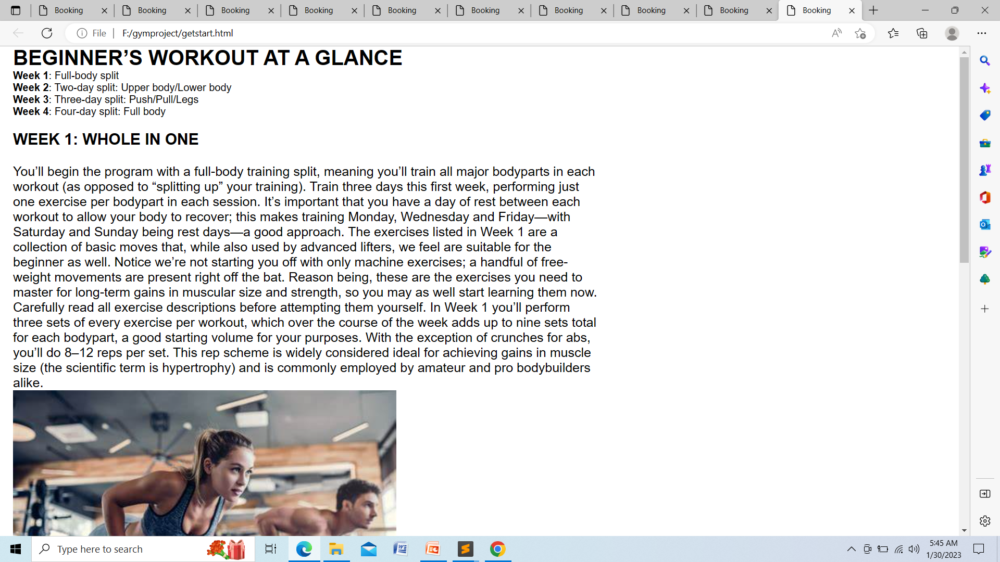 Booking
Booking
Booking
Booking
Booking
Booking
Booking
Booking
Booking
Booking
File
F:/gymproject/getstart.html
BEGINNER’S WORKOUT AT A GLANCE
Week 1: Full-body split
Week 2: Two-day split: Upper body/Lower body
Week 3: Three-day split: Push/Pull/Legs
Week 4: Four-day split: Full body
WEEK 1: WHOLE IN ONE
You’ll begin the program with a full-body training split, meaning you’ll train all major bodyparts in each
workout (as opposed to “splitting up” your training). Train three days this first week, performing just
one exercise per bodypart in each session. It’s important that you have a day of rest between each
workout to allow your body to recover; this makes training Monday, Wednesday and Friday—with
Saturday and Sunday being rest days—a good approach. The exercises listed in Week 1 are a
collection of basic moves that, while also used by advanced lifters, we feel are suitable for the
beginner as well. Notice we’re not starting you off with only machine exercises; a handful of free-
weight movements are present right off the bat. Reason being, these are the exercises you need to
master for long-term gains in muscular size and strength, so you may as well start learning them now.
Carefully read all exercise descriptions before attempting them yourself. In Week 1 you’ll perform
three sets of every exercise per workout, which over the course of the week adds up to nine sets total
for each bodypart, a good starting volume for your purposes. With the exception of crunches for abs,
you’ll do 8–12 reps per set. This rep scheme is widely considered ideal for achieving gains in muscle
size (the scientific term is hypertrophy) and is commonly employed by amateur and pro bodybuilders
alike.
Type here to search
5:45 AM
1/30/2023